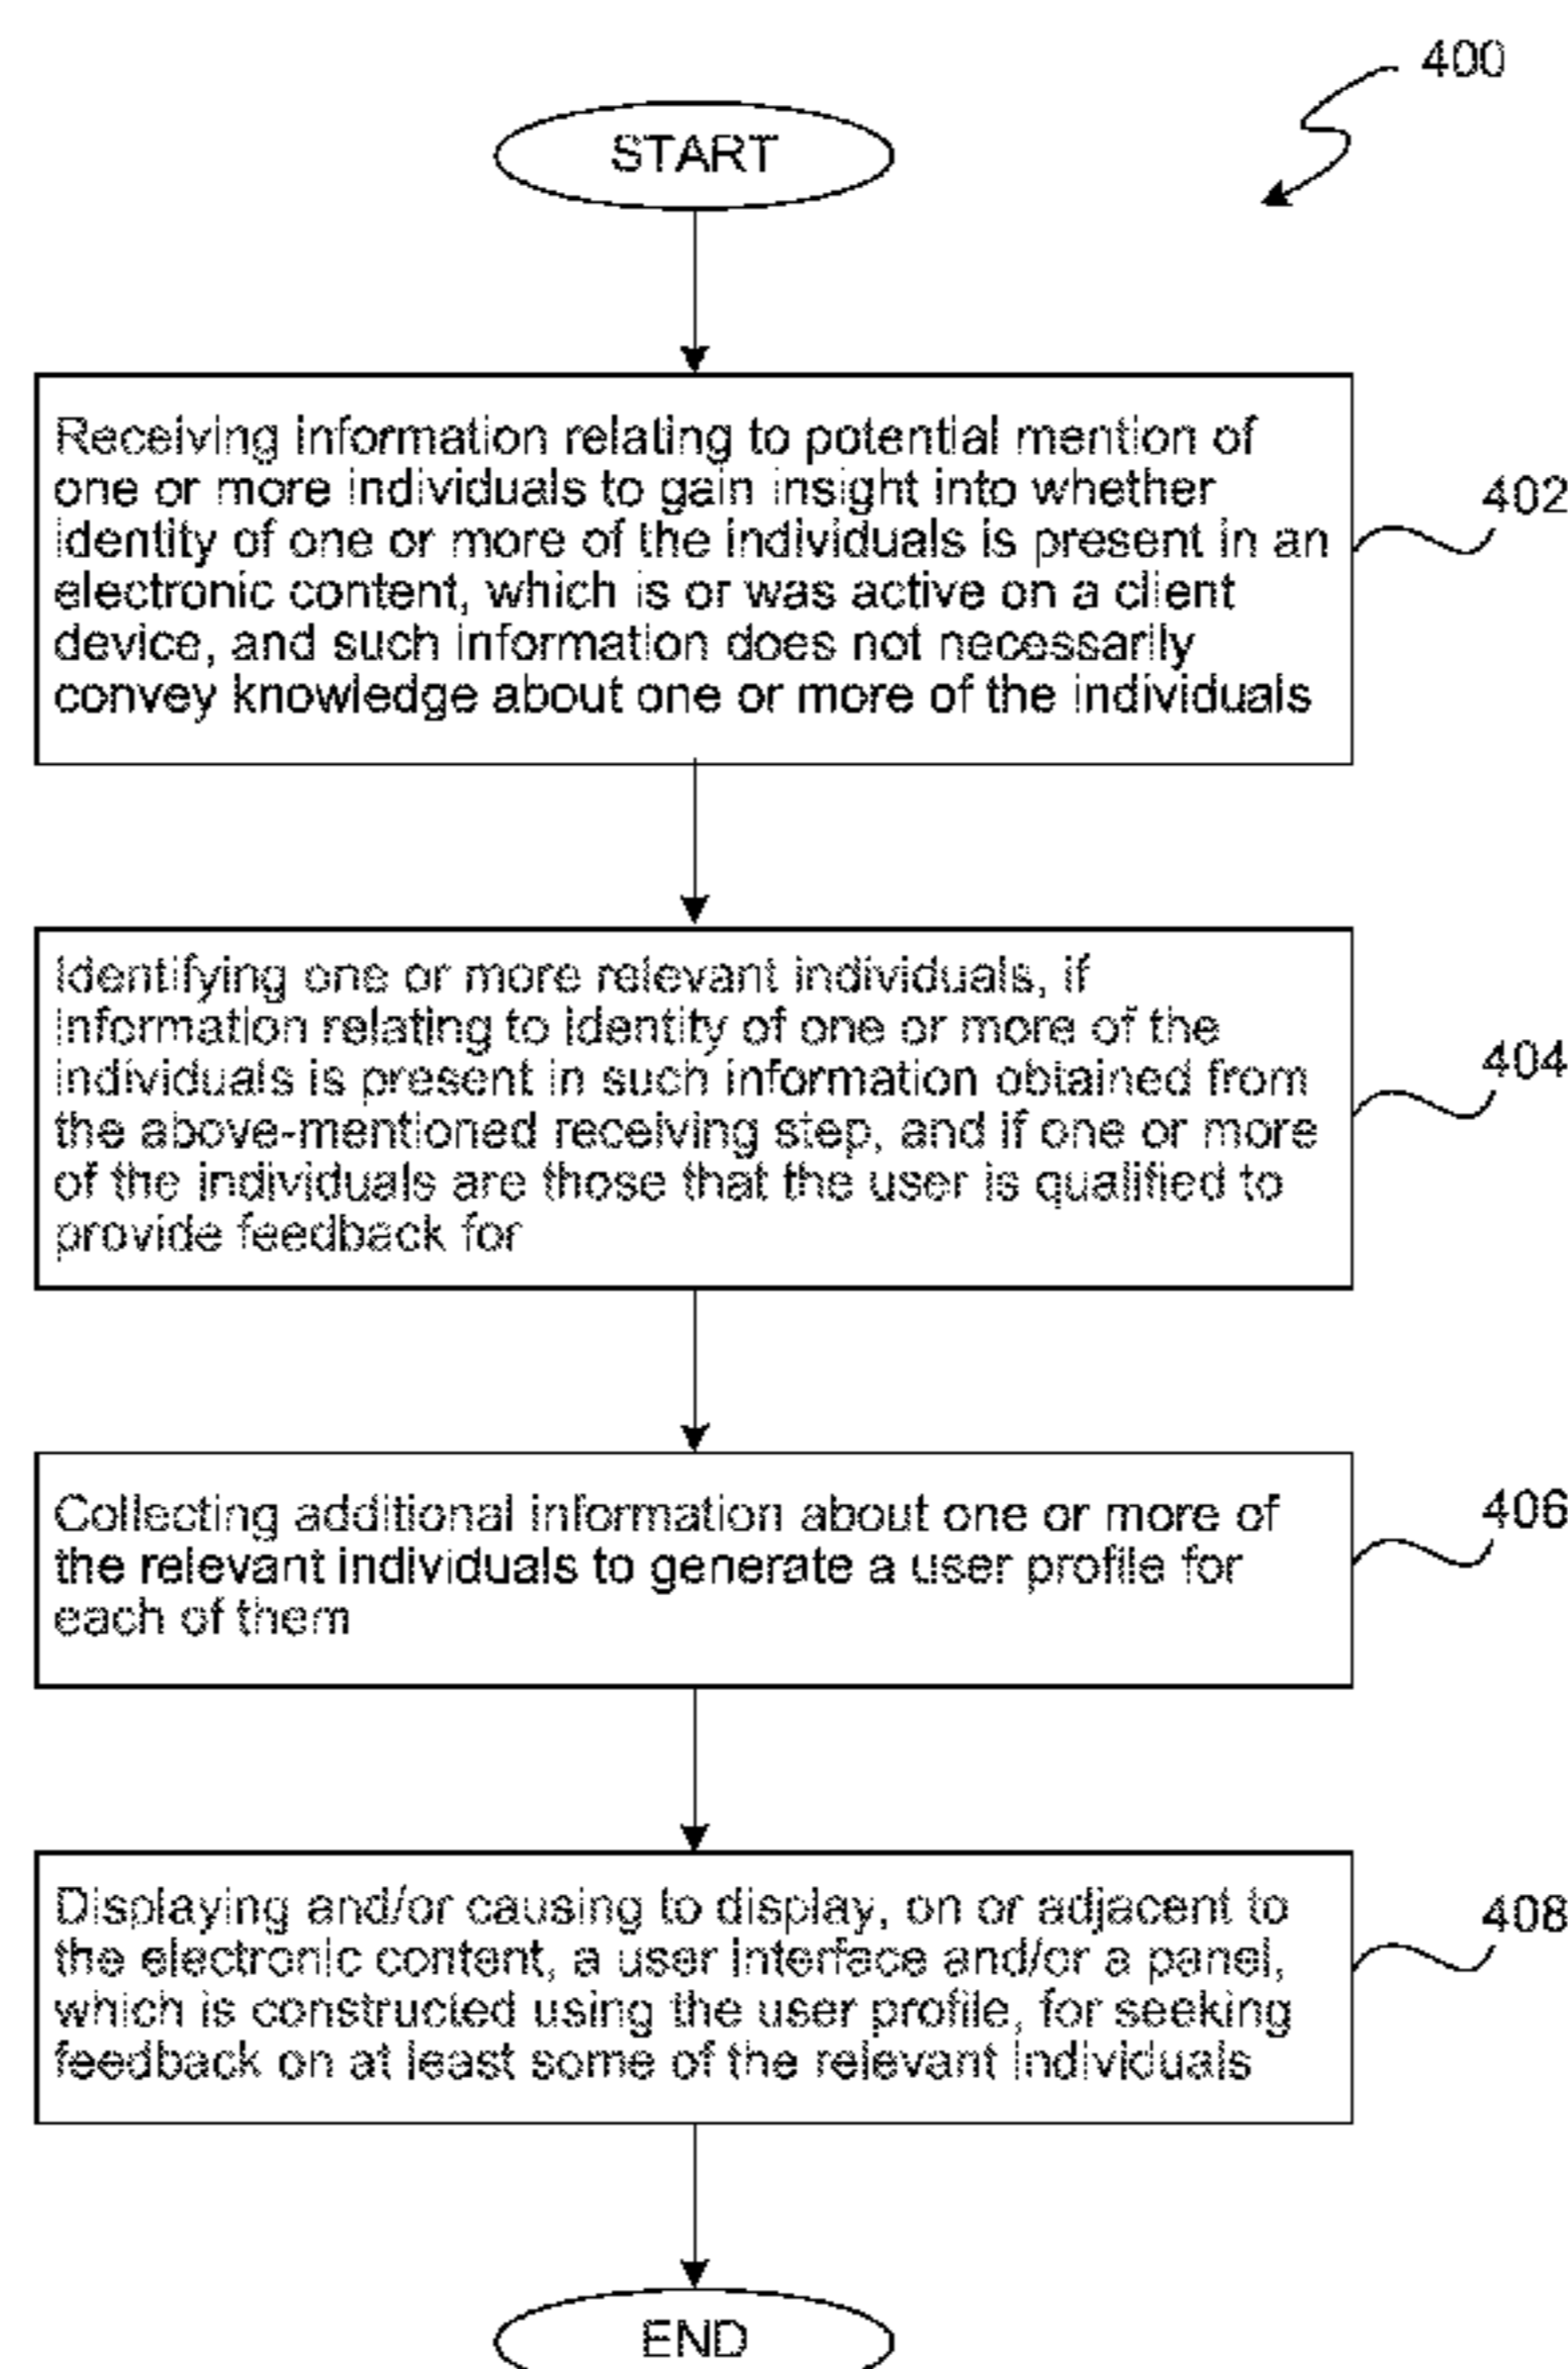 400
START
Receiving information relating to potential mention of
one or more individuals to gain insight into whether
identity of one or more of the individuals is present in an
electronic content, which is or was active on a client
device, and such information does not necessarily
convey knowledge about one or more of the individuals
402
Identifying one or more relevant individuals, if
information relating to identity of one or more of the
individuals is present in such information obtained from
the above-mentioned receiving step, and if one or more
of the individuals are those that the user is qualified to
provide feedback for
404
Collecting additional information about one or more of
the relevant individuals to generate a user profile for
each of them
406
Displaying and/or causing to display, on or adjacent to
the electronic content, a user interface and/or a panel,
which is constructed using the user profile, for seeking
feedback on at least some of the relevant individuals
408
END